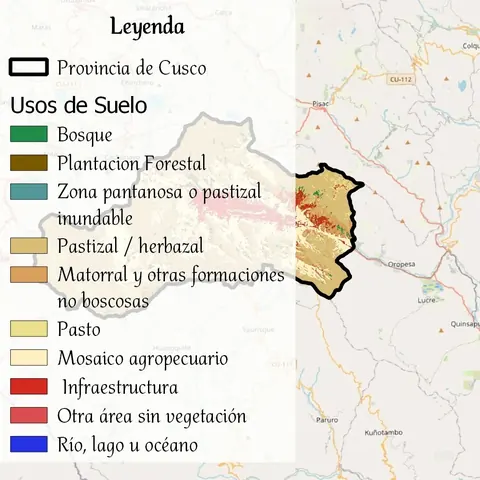 Leyenda
Provincia de Cusco
Usos de Suelo
Bosque
Plantacion Forestal
Zona pantanosa o pastizal
inundable
Pastizal / herbazal
Matorral y otras formaciones
no boscosas
Pasto
Mosaico agropecuario
Infraestructura
Otra área sin vegetación
Río, lago u océano
CU-112
Pisac
Oropesa
Lucre
Paruro
Kuñotambo